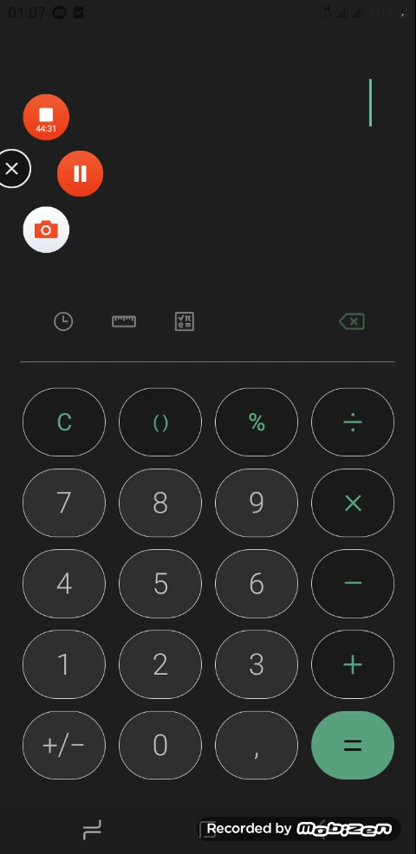 01:07
44:31
C () % ÷
7 8 9 ×
4 5 6 −
1 2 3 +
+/− 0 , =
Recorded by mobizen